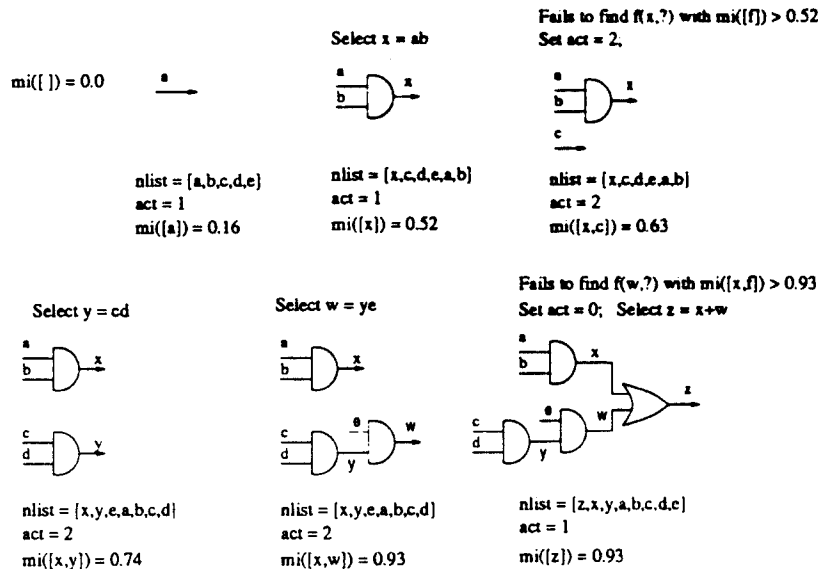 mi([ ]) = 0.0
a
nlist = {a,b,c,d,e}
act = 1
mi([a]) = 0.16
Select x = ab
a
b
x
nlist = {x,c,d,e,a,b}
act = 1
mi([x]) = 0.52
Fails to find f(x,?) with mi([f]) > 0.52
Set act = 2;
a
b
x
c
nlist = {x,c,d,e,a,b}
act = 2
mi([x,c]) = 0.63
Select y = cd
a
b
x
c
d
y
nlist = {x,y,e,a,b,c,d}
act = 2
mi([x,y]) = 0.74
Select w = ye
a
b
x
c
d
e
y
w
nlist = {x,y,e,a,b,c,d}
act = 2
mi([x,w]) = 0.93
Fails to find f(w,?) with mi([x,f]) > 0.93
Set act = 0; Select z = x+w
a
b
x
z
c
d
e
y
w
nlist = {z,x,y,a,b,c,d,e}
act = 1
mi([z]) = 0.93